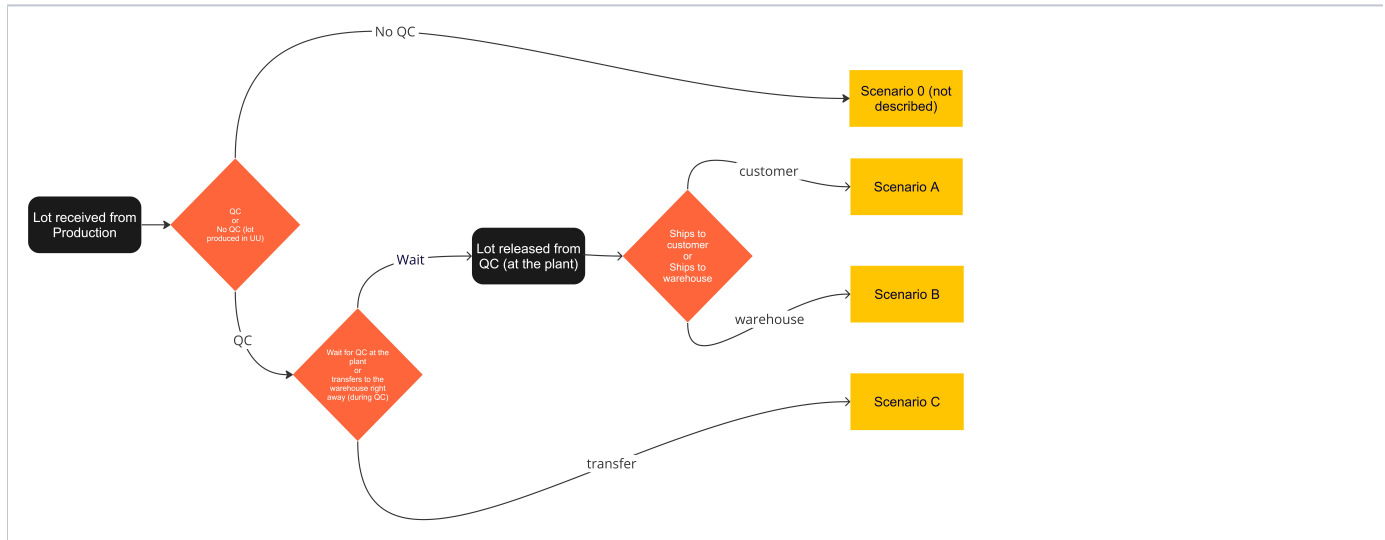 No QC
Scenario 0 (not
described)
customer
Scenario A
Lot received from
Production
QC
or
No QC (lot
produced in UU)
Ships to
customer
or
Ships to
warehouse
Wait
Lot released from
QC (at the plant)
Scenario B
warehouse
QC
Wait for QC at the
plant
or
transfers to the
warehouse right
away (during QC)
Scenario C
transfer